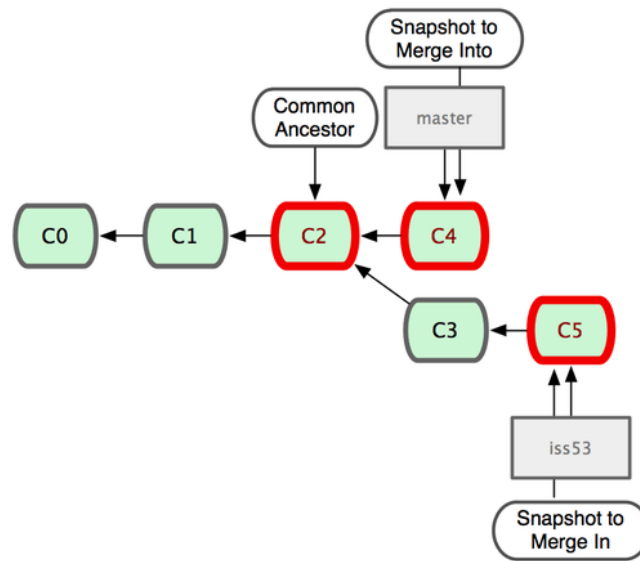 Snapshot to
Merge Into
master
Common
Ancestor
C0
C1
C2
C4
C3
C5
iss53
Snapshot to
Merge In